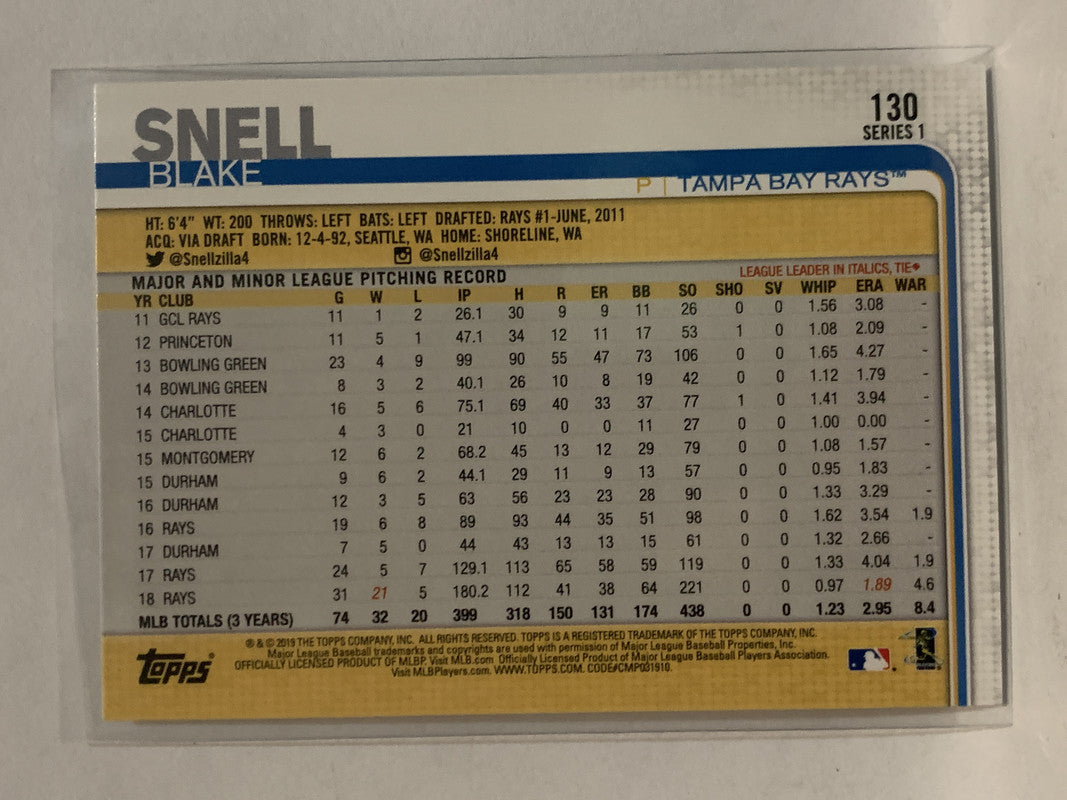 SNELL
BLAKE
130
SERIES 1
P | TAMPA BAY RAYS™
HT: 6'4" WT: 200 THROWS: LEFT BATS: LEFT DRAFTED: RAYS #1-JUNE, 2011
ACQ: VIA DRAFT BORN: 12-4-92, SEATTLE, WA HOME: SHORELINE, WA
@Snellzilla4 @Snellzilla4
MAJOR AND MINOR LEAGUE PITCHING RECORD LEAGUE LEADER IN ITALICS, TIE♦
YR CLUB G W L IP H R ER BB SO SHO SV WHIP ERA WAR
11 GCL RAYS 11 1 2 26.1 30 9 9 11 26 0 0 1.56 3.08 -
12 PRINCETON 11 5 1 47.1 34 12 11 17 53 1 0 1.08 2.09 -
13 BOWLING GREEN 23 4 9 99 90 55 47 73 106 0 0 1.65 4.27 -
14 BOWLING GREEN 8 3 2 40.1 26 10 8 19 42 0 0 1.12 1.79 -
14 CHARLOTTE 16 5 6 75.1 69 40 33 37 77 1 0 1.41 3.94 -
15 CHARLOTTE 4 3 0 21 10 0 0 11 27 0 0 1.00 0.00 -
15 MONTGOMERY 12 6 2 68.2 45 13 12 29 79 0 0 1.08 1.57 -
15 DURHAM 9 6 2 44.1 29 11 9 13 57 0 0 0.95 1.83 -
16 DURHAM 12 3 5 63 56 23 23 28 90 0 0 1.33 3.29 -
16 RAYS 19 6 8 89 93 44 35 51 98 0 0 1.62 3.54 1.9
17 DURHAM 7 5 0 44 43 13 13 15 61 0 0 1.32 2.66 -
17 RAYS 24 5 7 129.1 113 65 58 59 119 0 0 1.33 4.04 1.9
18 RAYS 31 21 5 180.2 112 41 38 64 221 0 0 0.97 1.89 4.6
MLB TOTALS (3 YEARS) 74 32 20 399 318 150 131 174 438 0 0 1.23 2.95 8.4
® & © 2019 THE TOPPS COMPANY, INC. ALL RIGHTS RESERVED. TOPPS IS A REGISTERED TRADEMARK OF THE TOPPS COMPANY, INC.
Major League Baseball trademarks and copyrights are used with permission of Major League Baseball Properties, Inc.
OFFICIALLY LICENSED PRODUCT OF MLBP. Visit MLB.com Officially Licensed Product of Major League Baseball Players Association.
Visit MLBPlayers.com. WWW.TOPPS.COM. CODE#CMP031910.
Topps®